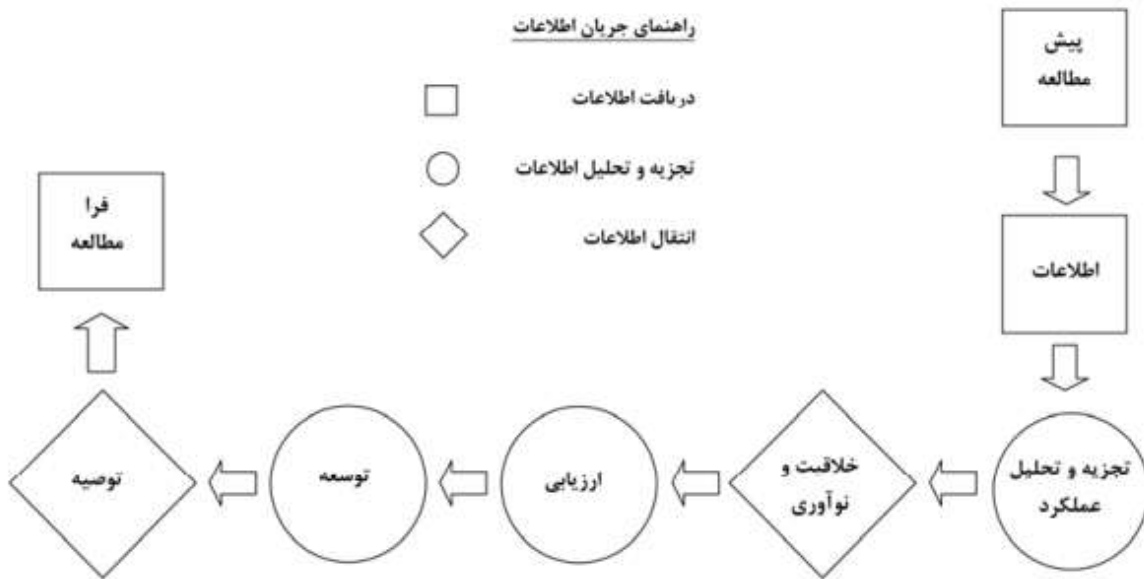 راهنمای جریان اطلاعات
دریافت اطلاعات
تجزیه و تحلیل اطلاعات
انتقال اطلاعات
پیش
مطالعه
اطلاعات
تجزیه و تحلیل
عملکرد
خلاقیت و
نوآوری
ارزیابی
توسعه
توصیه
فرا
مطالعه